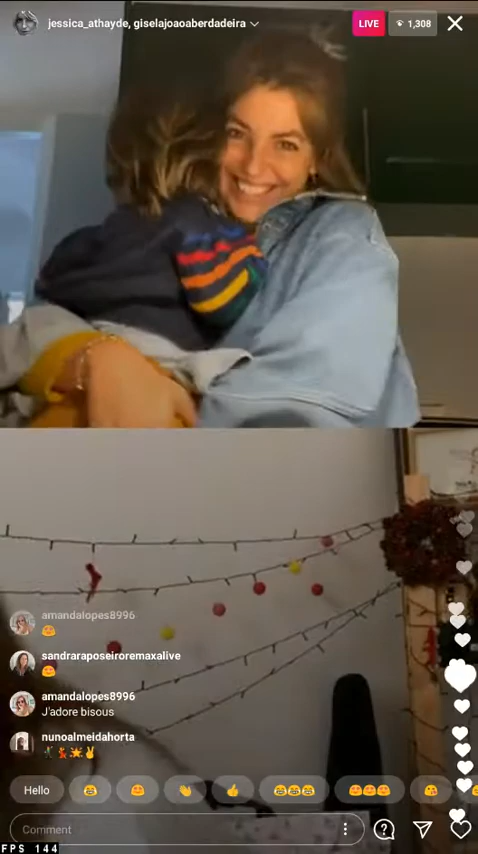 jessica_athayde, giselajoaoaberdadeira
LIVE
1,308
amandalopes8996
sandraraposeiroremaxalive
amandalopes8996
J'adore bisous
nunoalmeidahorta
Hello
Comment
FPS 144